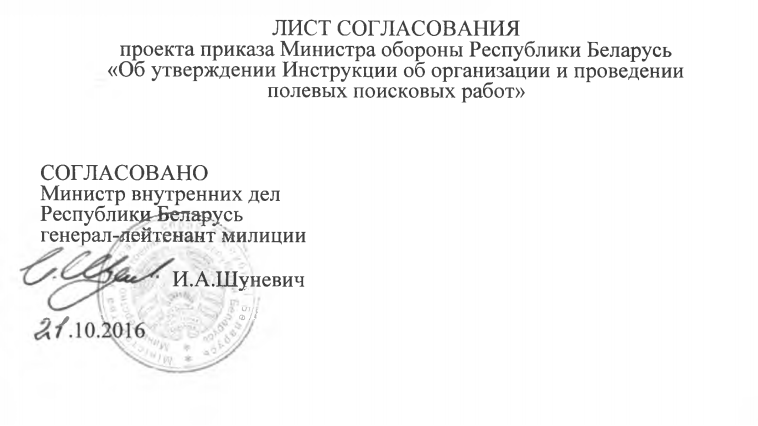 ЛИСТ СОГЛАСОВАНИЯ
проекта приказа Министра обороны Республики Беларусь
«Об утверждении Инструкции об организации и проведении
полевых поисковых работ»
СОГЛАСОВАНО
Министр внутренних дел
Республики Беларусь
генерал-лейтенант милиции
И.А.Шуневич
21.10.2016